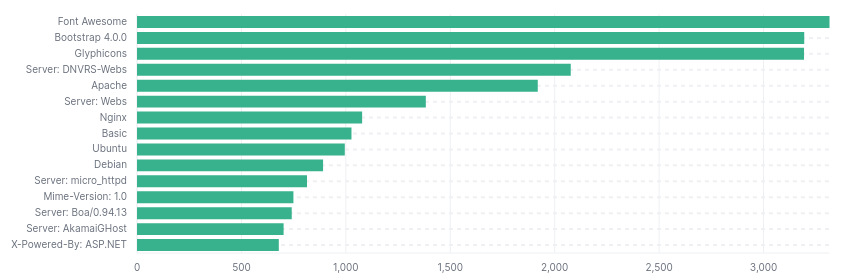 Font Awesome
Bootstrap 4.0.0
Glyphicons
Server: DNVRS-Webs
Apache
Server: Webs
Nginx
Basic
Ubuntu
Debian
Server: micro_httpd
Mime-Version: 1.0
Server: Boa/0.94.13
Server: AkamaiGHost
X-Powered-By: ASP.NET
0 500 1,000 1,500 2,000 2,500 3,000